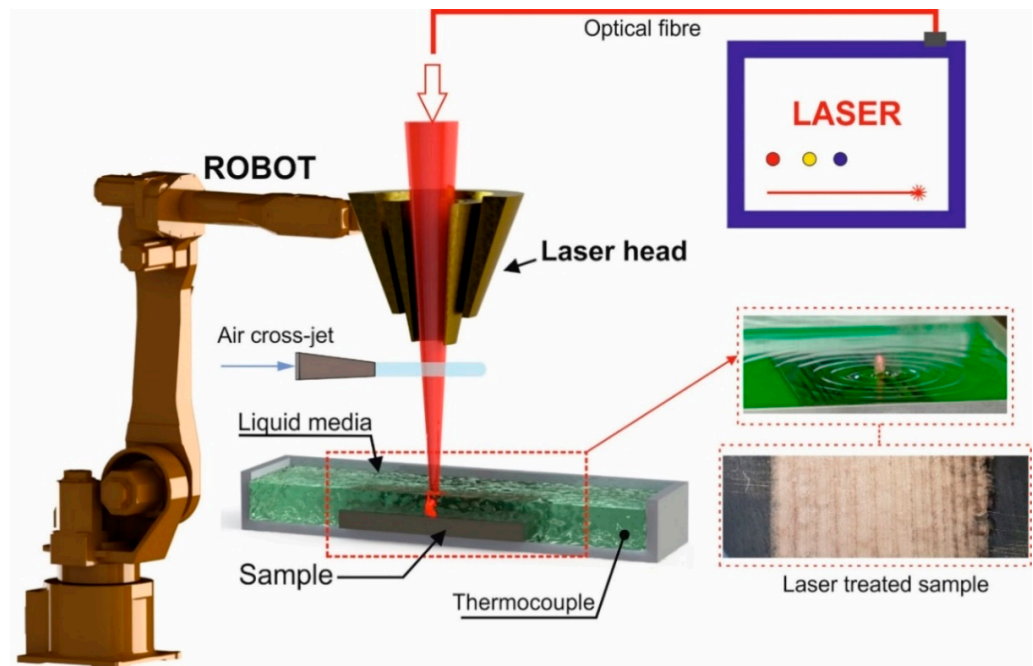 Optical fibre
LASER
ROBOT
Laser head
Air cross-jet
Liquid media
Sample
Thermocouple
Laser treated sample